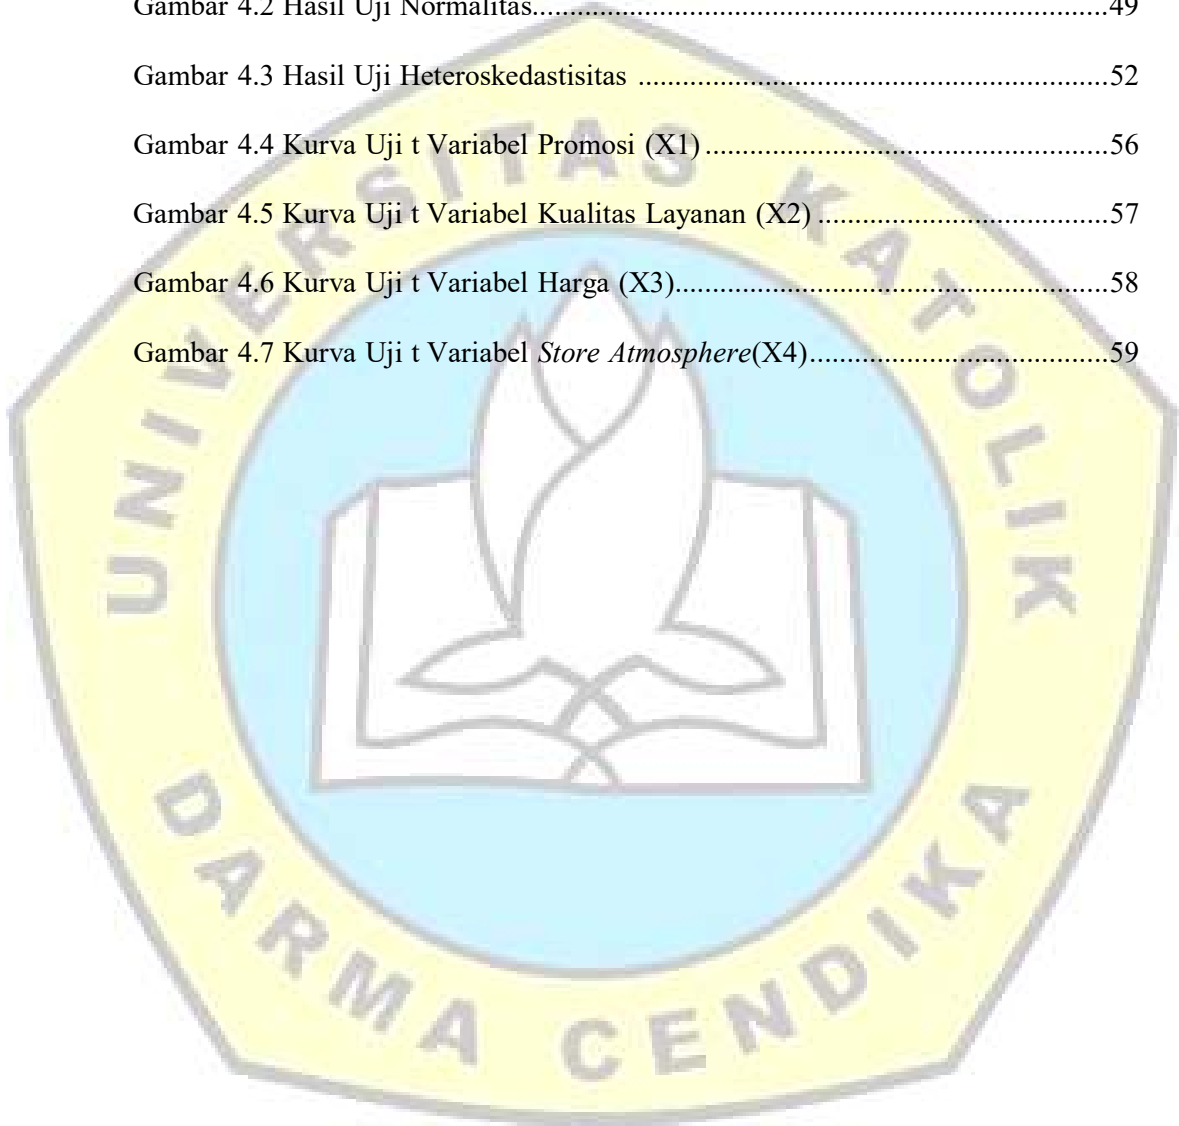 Gambar 4.2 Hasil Uji Normalitas..................................................................................49
Gambar 4.3 Hasil Uji Heteroskedastisitas ....................................................................52
Gambar 4.4 Kurva Uji t Variabel Promosi (X1) ...........................................................56
Gambar 4.5 Kurva Uji t Variabel Kualitas Layanan (X2) ..........................................57
Gambar 4.6 Kurva Uji t Variabel Harga (X3)...............................................................58
Gambar 4.7 Kurva Uji t Variabel Store Atmosphere(X4)...........................................59
UNIVERSITAS KATOLIK
DARMA CENDIKA